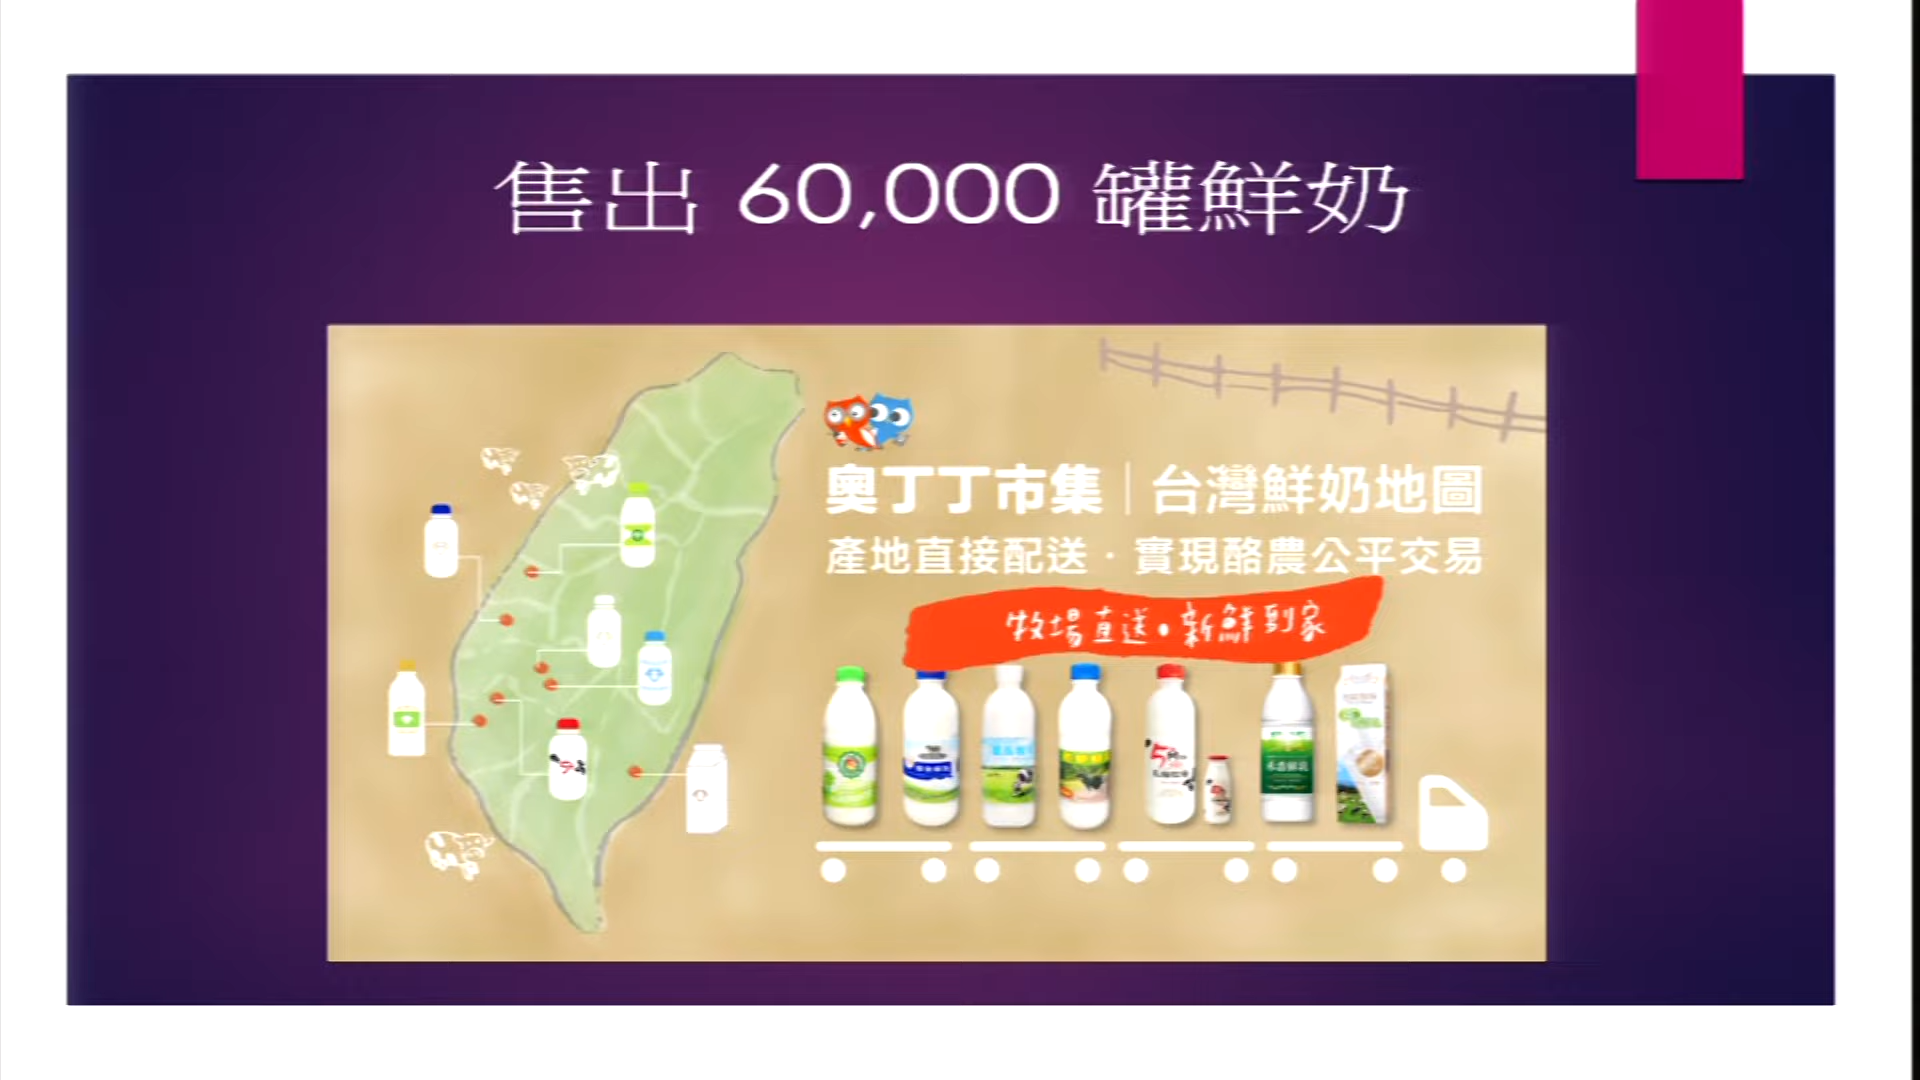 售出 60,000 罐鮮奶
奧丁丁市集｜台灣鮮奶地圖
產地直接配送・實現酪農公平交易
牧場直送・新鮮到家